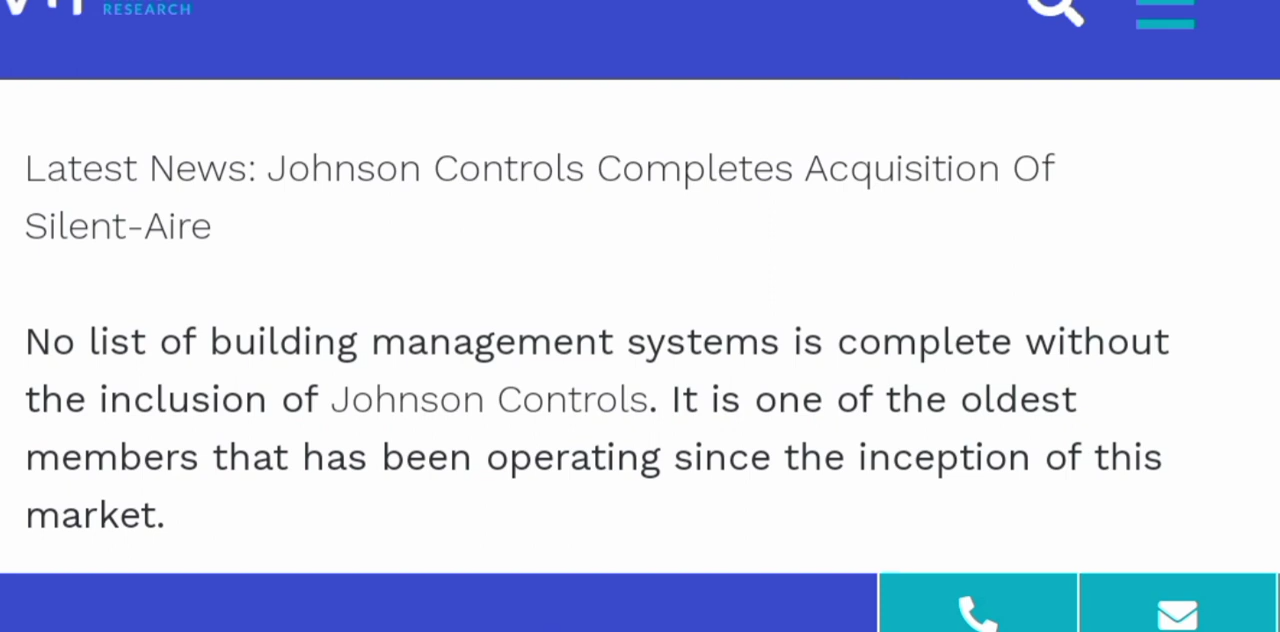 RESEARCH
Latest News: Johnson Controls Completes Acquisition Of
Silent-Aire
No list of building management systems is complete without
the inclusion of Johnson Controls. It is one of the oldest
members that has been operating since the inception of this
market.